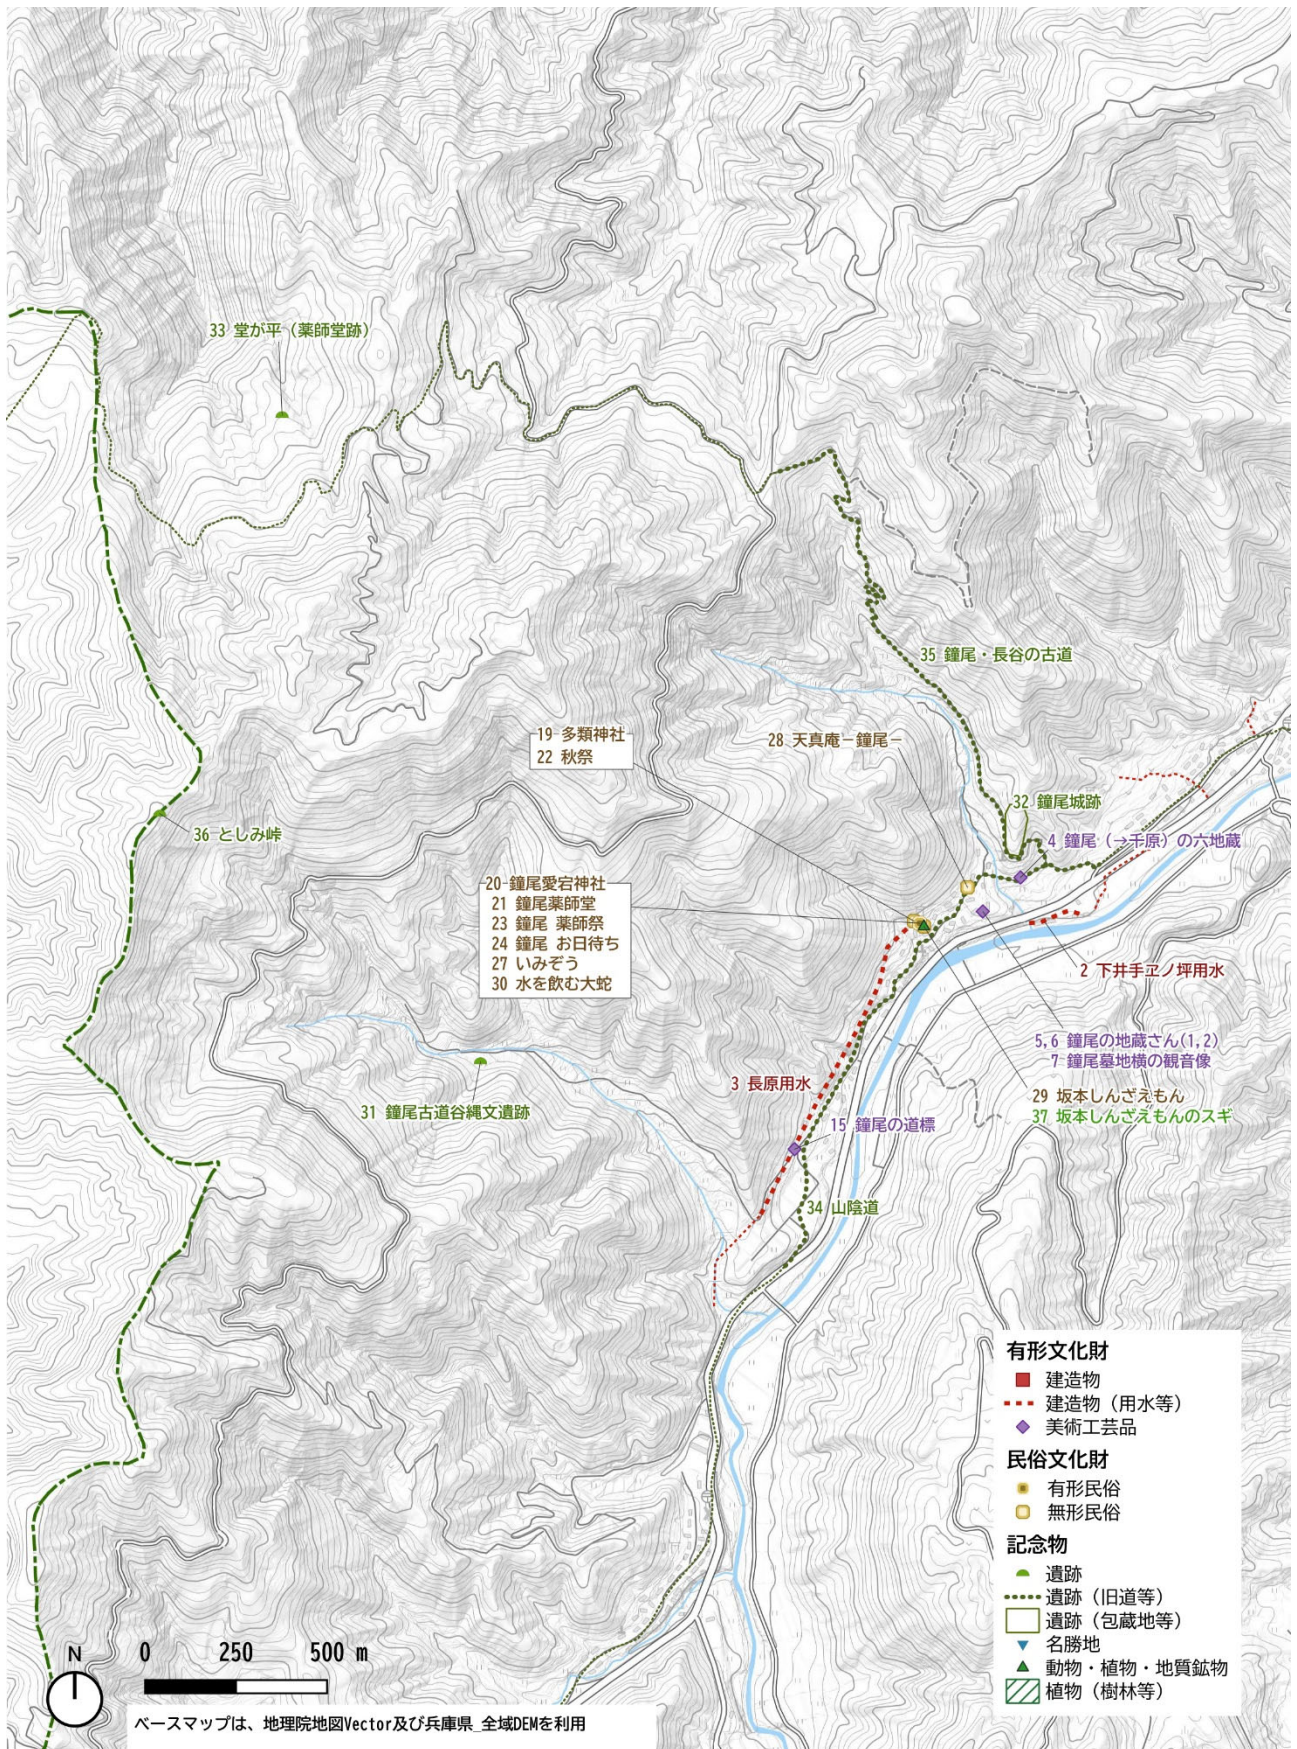 33 堂が平（薬師堂跡）
35 鐘尾・長谷の古道
19 多類神社
22 秋祭
28 天真庵－鐘尾－
32 鐘尾城跡
36 としみ峠
4 鐘尾（→千原）の六地蔵
20 鐘尾愛宕神社
21 鐘尾薬師堂
23 鐘尾 薬師祭
24 鐘尾 お日待ち
27 いみぞう
30 水を飲む大蛇
2 下井手ヱノ坪用水
5,6 鐘尾の地蔵さん(1,2)
7 鐘尾墓地横の観音像
3 長原用水
29 坂本しんざえもん
37 坂本しんざえもんのスギ
31 鐘尾古道谷縄文遺跡
15 鐘尾の道標
34 山陰道
有形文化財
建造物
建造物（用水等）
美術工芸品
民俗文化財
有形民俗
無形民俗
記念物
遺跡
遺跡（旧道等）
遺跡（包蔵地等）
名勝地
動物・植物・地質鉱物
植物（樹林等）
N
0 250 500 m
ベースマップは、地理院地図Vector及び兵庫県_全域DEMを利用